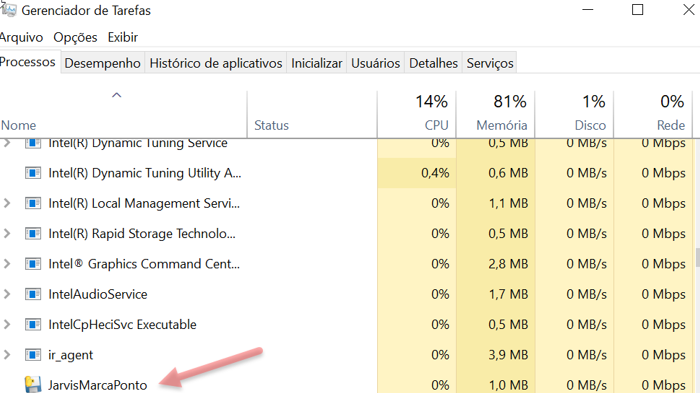 Gerenciador de Tarefas
Arquivo Opções Exibir
Processos Desempenho Histórico de aplicativos Inicializar Usuários Detalhes Serviços
14% 81% 1% 0%
Nome Status CPU Memória Disco Rede
Intel(R) Dynamic Tuning Service 0% 0,5 MB 0 MB/s 0 Mbps
Intel(R) Dynamic Tuning Utility A... 0,4% 0,6 MB 0 MB/s 0 Mbps
Intel(R) Local Management Servi... 0% 1,1 MB 0 MB/s 0 Mbps
Intel(R) Rapid Storage Technolo... 0% 0,5 MB 0 MB/s 0 Mbps
Intel® Graphics Command Cent... 0% 2,8 MB 0 MB/s 0 Mbps
IntelAudioService 0% 1,7 MB 0 MB/s 0 Mbps
IntelCpHeciSvc Executable 0% 0,5 MB 0 MB/s 0 Mbps
ir_agent 0% 3,9 MB 0 MB/s 0 Mbps
JarvisMarcaPonto 0% 1,0 MB 0 MB/s 0 Mbps